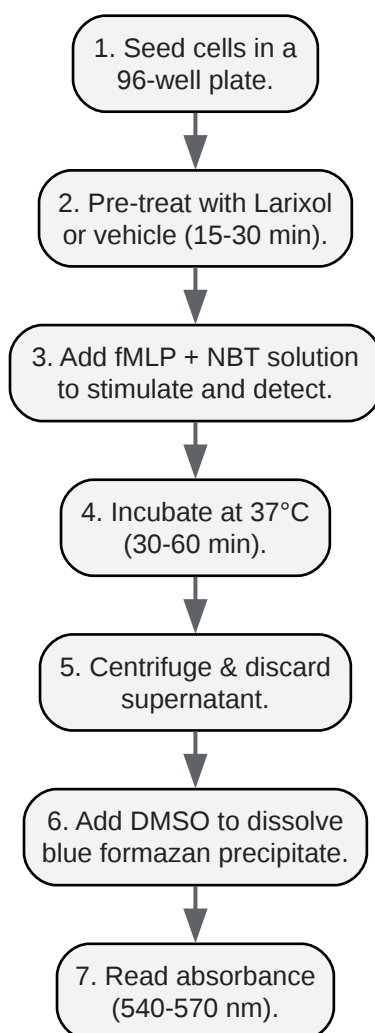 1. Seed cells in a
96-well plate.
2. Pre-treat with Larixol
or vehicle (15-30 min).
3. Add fMLP + NBT solution
to stimulate and detect.
4. Incubate at 37°C
(30-60 min).
5. Centrifuge & discard
supernatant.
6. Add DMSO to dissolve
blue formazan precipitate.
7. Read absorbance
(540-570 nm).